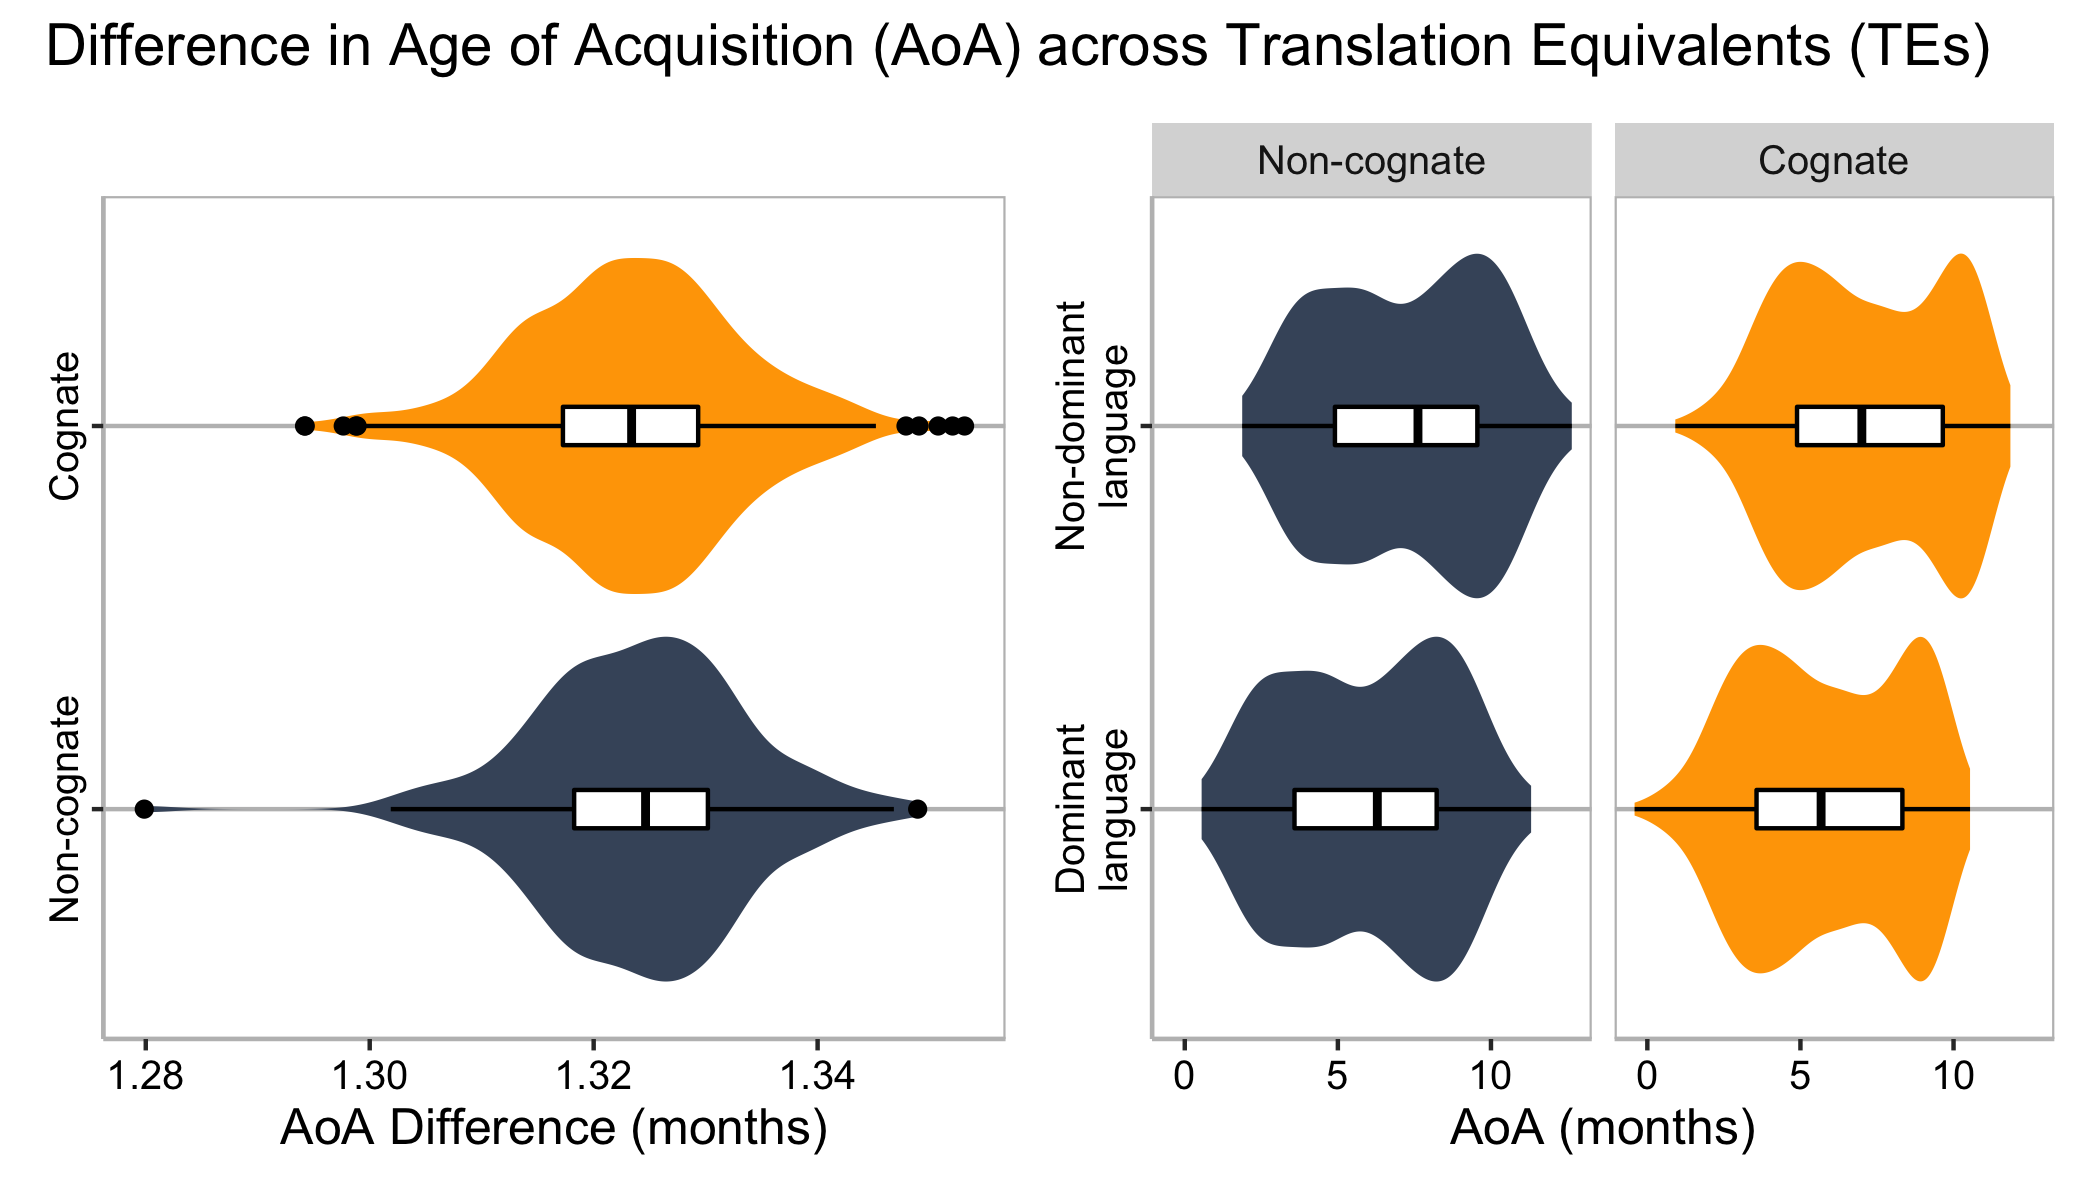 Difference in Age of Acquisition (AoA) across Translation Equivalents (TEs)
Cognate
Non-cognate
1.28 1.30 1.32 1.34
AoA Difference (months)
Non-cognate
Cognate
Non-dominant
language
Dominant
language
0 5 10
0 5 10
AoA (months)